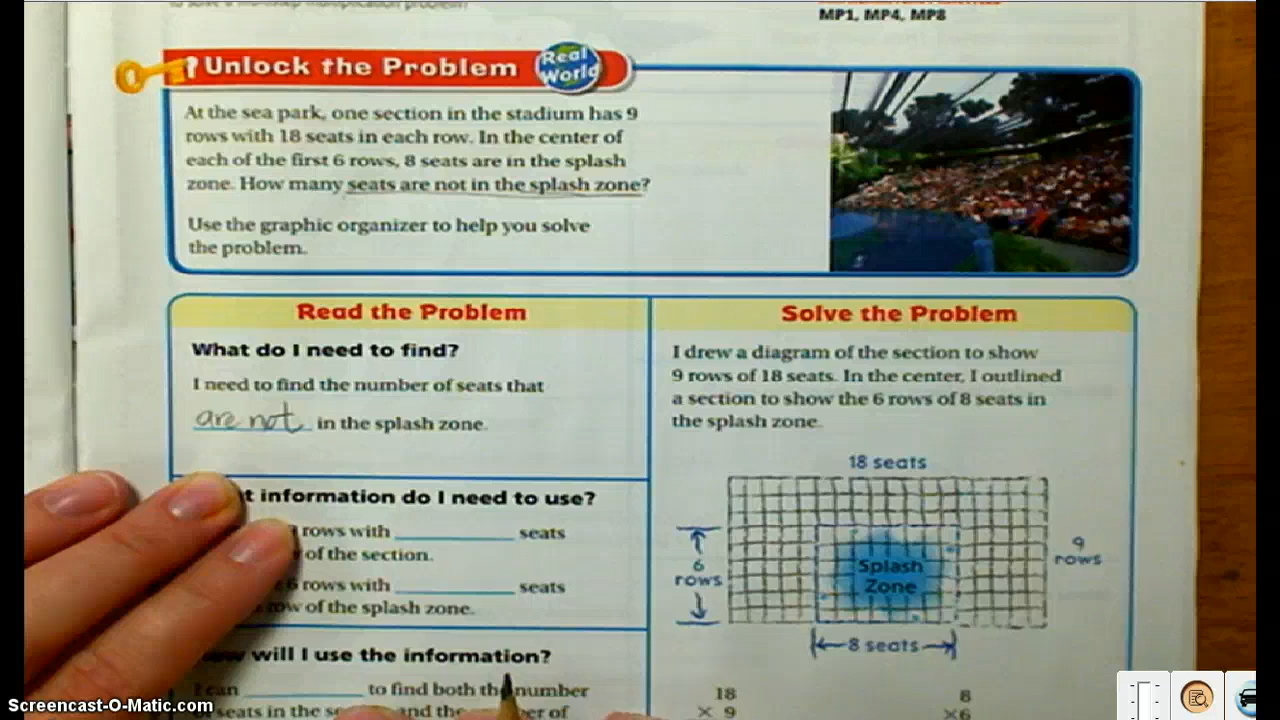 MP1, MP4, MP8
Unlock the Problem
Real World
At the sea park, one section in the stadium has 9
rows with 18 seats in each row. In the center of
each of the first 6 rows, 8 seats are in the splash
zone. How many seats are not in the splash zone?
Use the graphic organizer to help you solve
the problem.
Read the Problem
What do I need to find?
I need to find the number of seats that
are not in the splash zone.
information do I need to use?
rows with ____ seats
of the section.
6 rows with ____ seats
row of the splash zone.
will I use the information?
I can ____ to find both the number
seats in the and the of
Solve the Problem
I drew a diagram of the section to show
9 rows of 18 seats. In the center, I outlined
a section to show the 6 rows of 8 seats in
the splash zone.
18 seats
6
rows
Splash
Zone
9
rows
8 seats
18
× 9
8
×6
Screencast-O-Matic.com